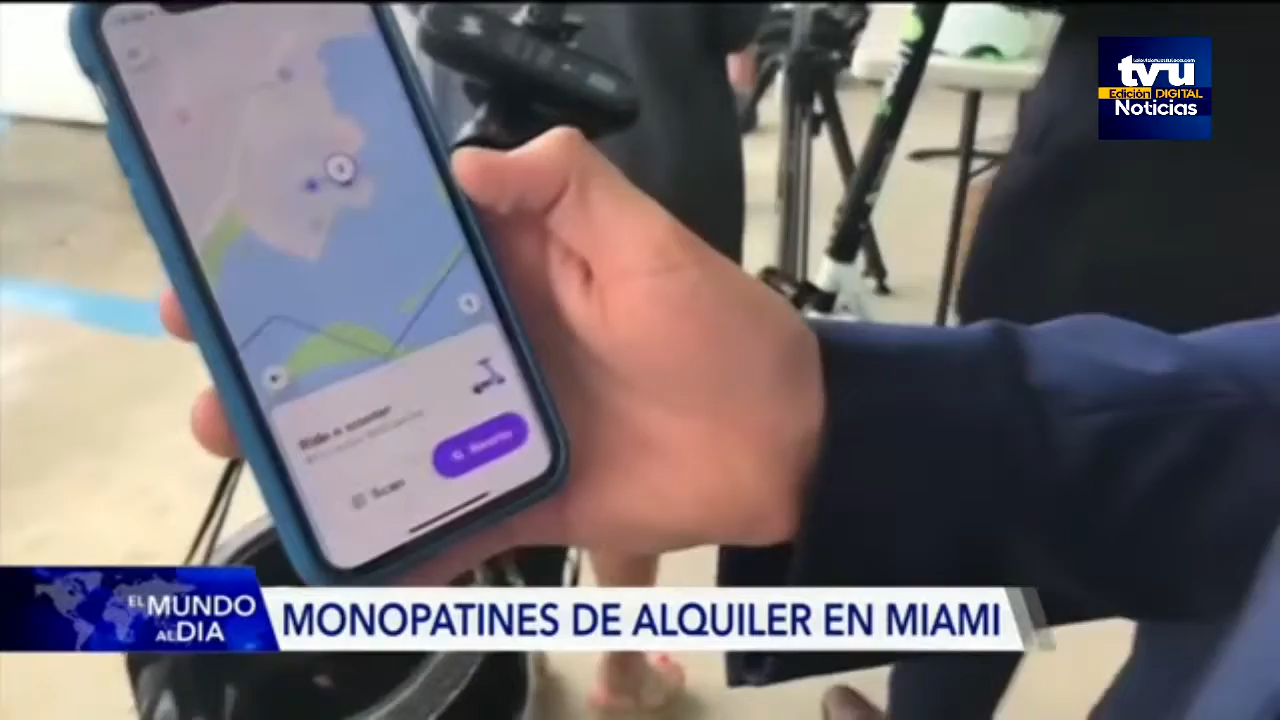 tvu
Edición DIGITAL
Noticias
Ride a scooter
Scan
EL MUNDO
AL DIA
MONOPATINES DE ALQUILER EN MIAMI